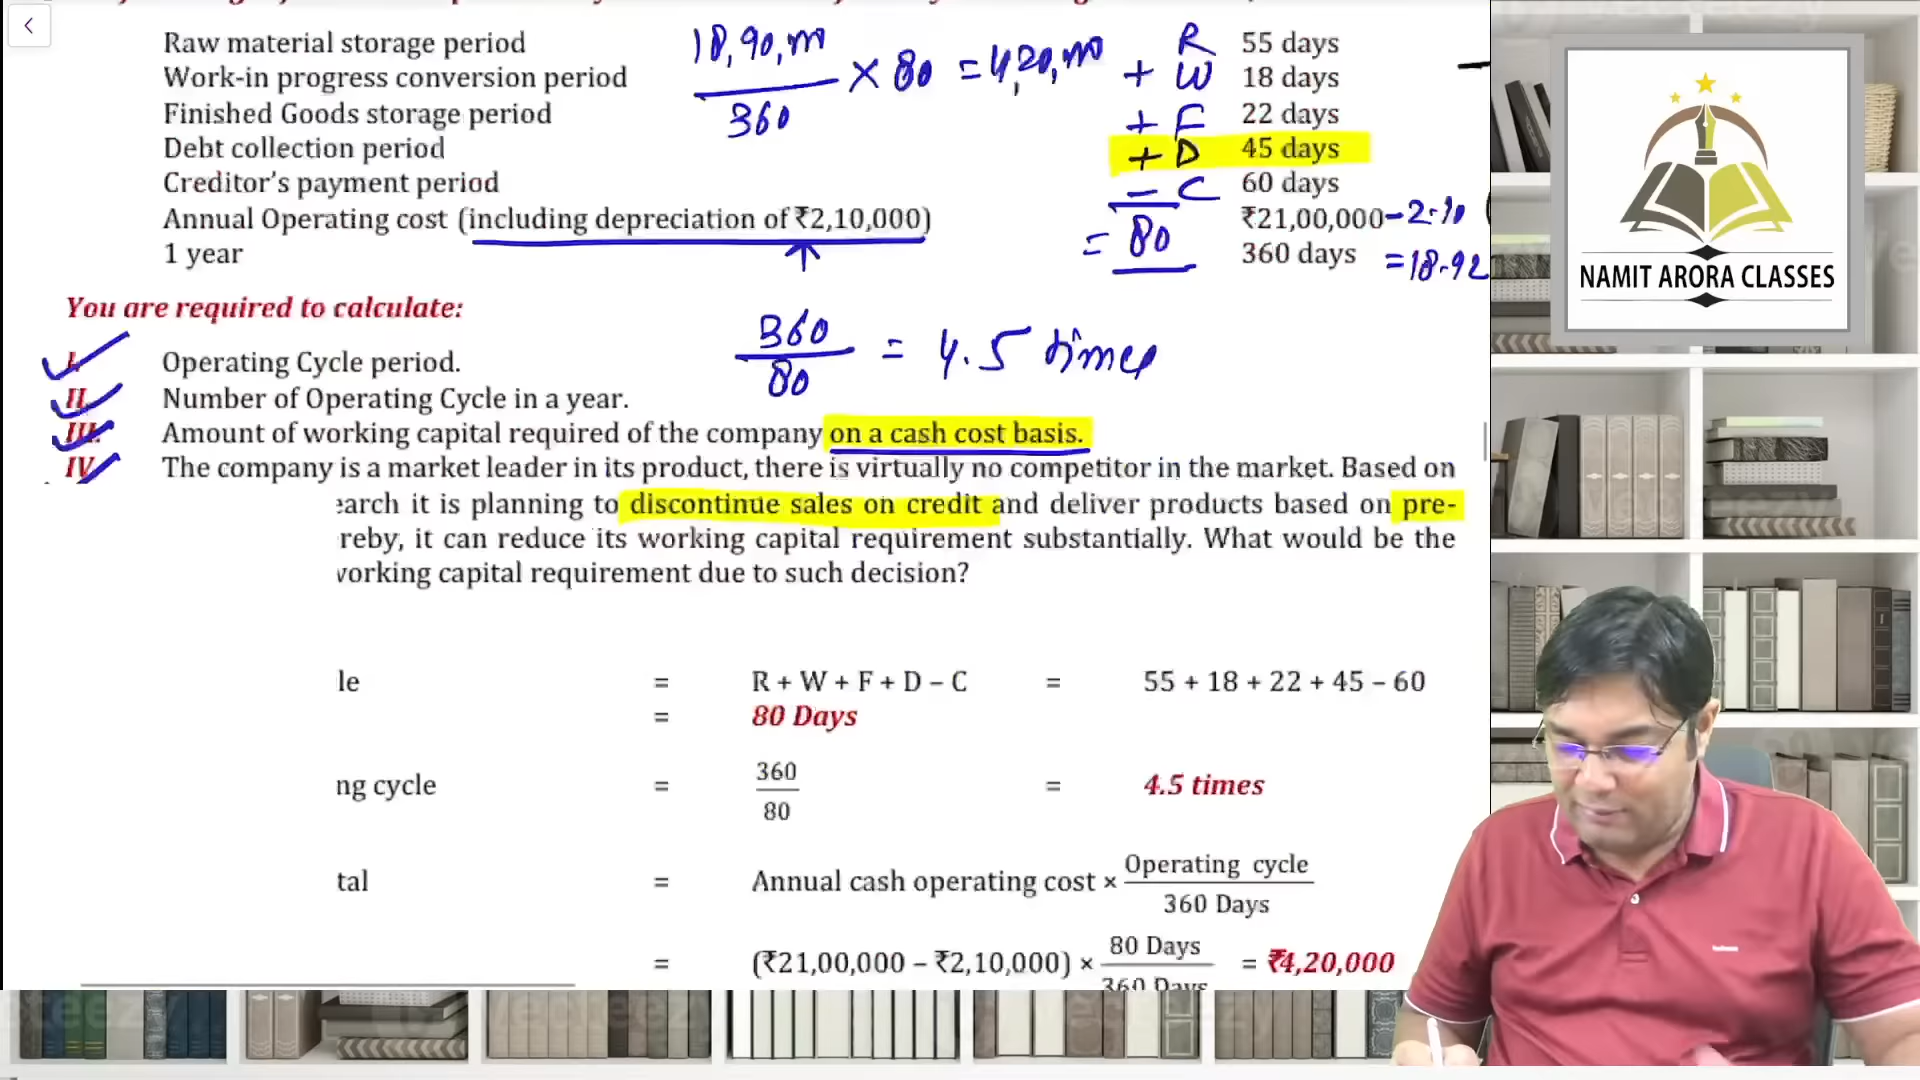 Raw material storage period 18,90,000 R 55 days
Work-in progress conversion period × 80 = 4,20,000 + W 18 days
Finished Goods storage period 360 + F 22 days
Debt collection period + D 45 days
Creditor's payment period − C 60 days
Annual Operating cost (including depreciation of ₹2,10,000) ₹21,00,000 − 2.10
1 year = 80 360 days = 18.92
You are required to calculate:
360
80 = 4.5 times
I. Operating Cycle period.
II. Number of Operating Cycle in a year.
III. Amount of working capital required of the company on a cash cost basis.
IV. The company is a market leader in its product, there is virtually no competitor in the market. Based on
earch it is planning to discontinue sales on credit and deliver products based on pre-
reby, it can reduce its working capital requirement substantially. What would be the
working capital requirement due to such decision?
le = R + W + F + D – C = 55 + 18 + 22 + 45 – 60
= 80 Days
ng cycle = 360 = 4.5 times
80
tal = Annual cash operating cost × Operating cycle
360 Days
= (₹21,00,000 – ₹2,10,000) × 80 Days = ₹4,20,000
360 Days
NAMIT ARORA CLASSES